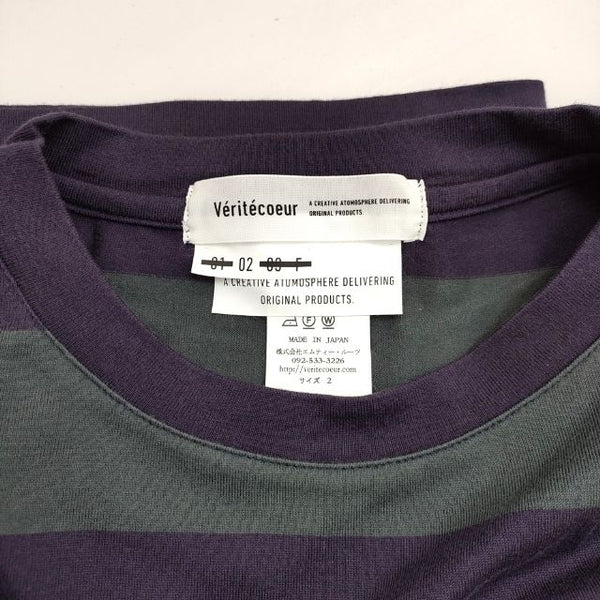 Véritécoeur
A CREATIVE ATOMOSPHERE DELIVERING
ORIGINAL PRODUCTS.
01 02 03 F
A CREATIVE ATOMOSPHERE DELIVERING
ORIGINAL PRODUCTS.
F W
MADE IN JAPAN
株式会社エムティー・ルーツ
092-533-3226
http://veritecoeur.com
サイズ 2